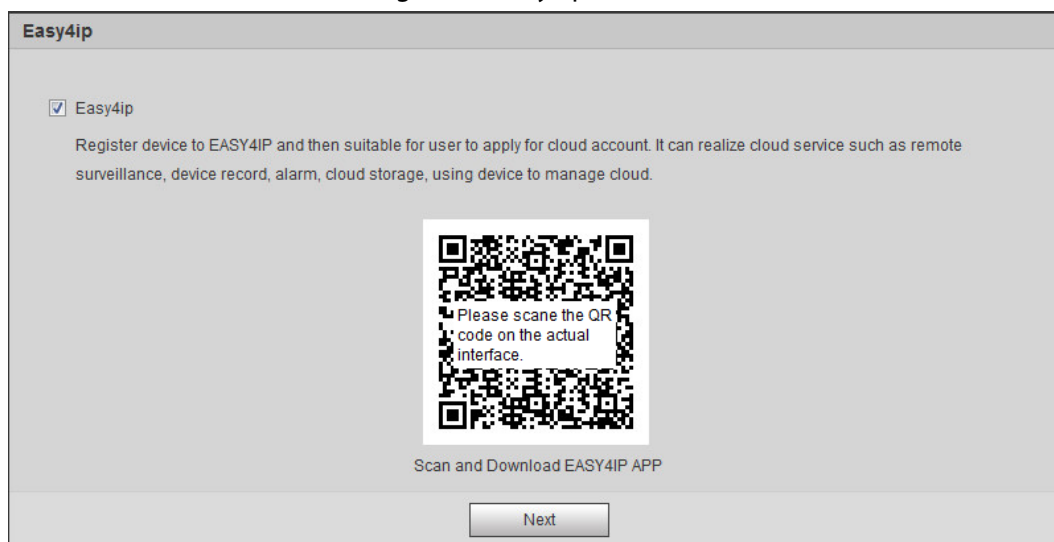 Easy4ip
Easy4ip
Register device to EASY4IP and then suitable for user to apply for cloud account. It can realize cloud service such as remote
surveillance, device record, alarm, cloud storage, using device to manage cloud.
Please scane the QR
code on the actual
interface.
Scan and Download EASY4IP APP
Next